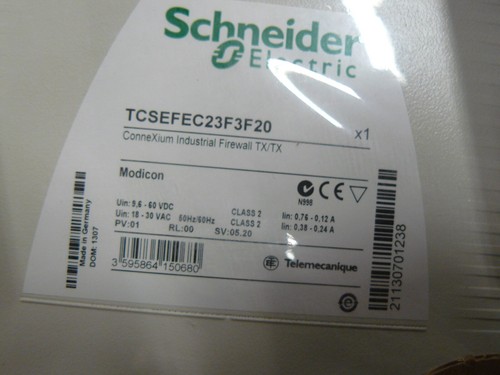 Schneider
Electric
TCSEFEC23F3F20
x1
ConneXium Industrial Firewall TX/TX
Modicon
N998
CE
Uin: 9,6 - 60 VDC CLASS 2 Iin: 0,76 - 0,12 A
Uin: 18 - 30 VAC 50Hz/60Hz CLASS 2 Iin: 0,38 - 0,24 A
PV:01 RL:00 SV:05.20
3 595864 150680
Telemecanique
Made in Germany
DOM: 1307
21130701238